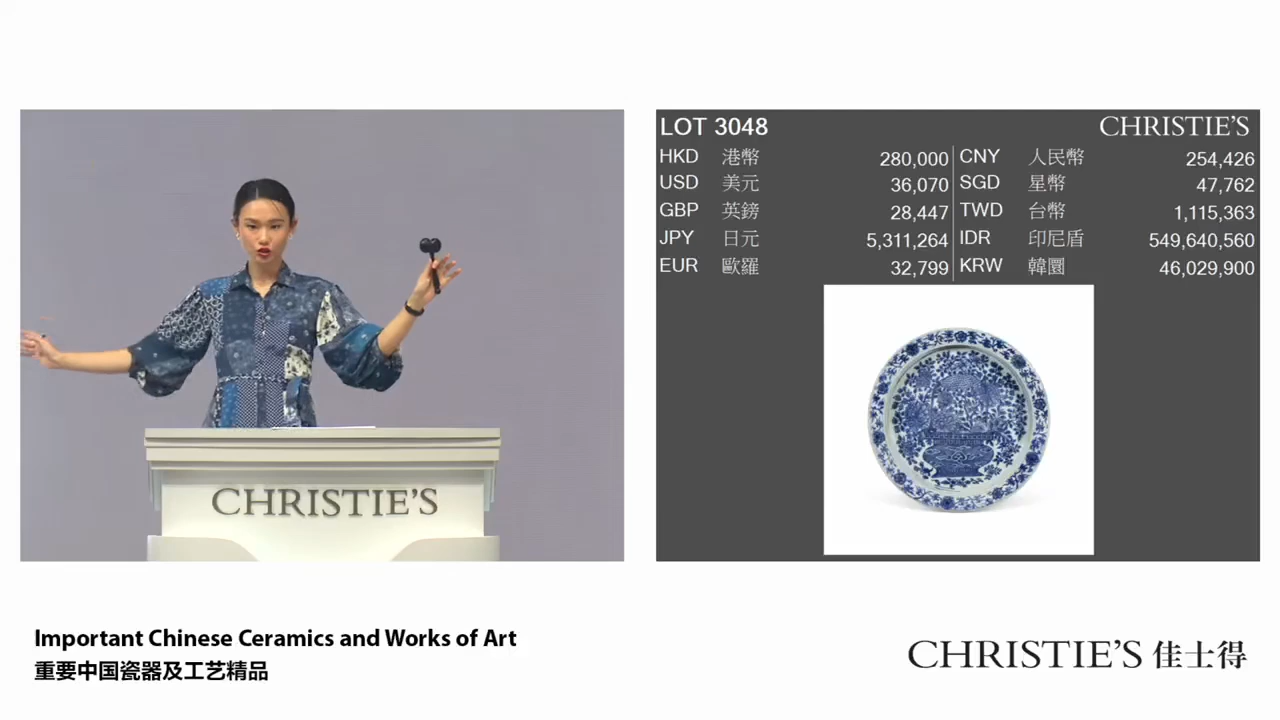 LOT 3048
CHRISTIE'S
HKD 港幣 280,000 CNY 人民幣 254,426
USD 美元 36,070 SGD 星幣 47,762
GBP 英鎊 28,447 TWD 台幣 1,115,363
JPY 日元 5,311,264 IDR 印尼盾 549,640,560
EUR 歐羅 32,799 KRW 韓圜 46,029,900
CHRISTIE'S
Important Chinese Ceramics and Works of Art
重要中国瓷器及工艺精品
CHRISTIE'S 佳士得